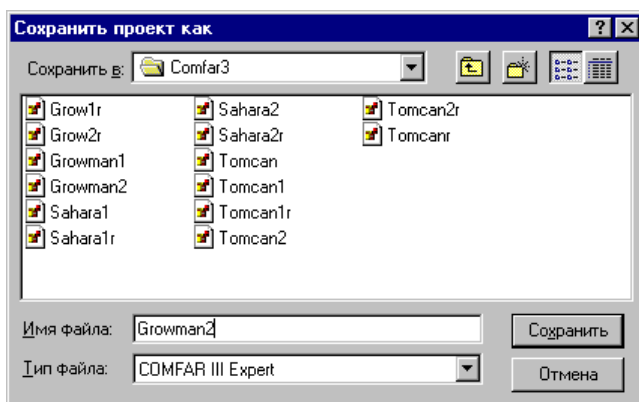 Сохранить проект как
Сохранить в: Comfar3
Grow1r Sahara2 Tomcan2r
Grow2r Sahara2r Tomcanr
Growman1 Tomcan
Growman2 Tomcan1
Sahara1 Tomcan1r
Sahara1r Tomcan2
Имя файла: Growman2 Сохранить
Тип файла: COMFAR III Expert Отмена